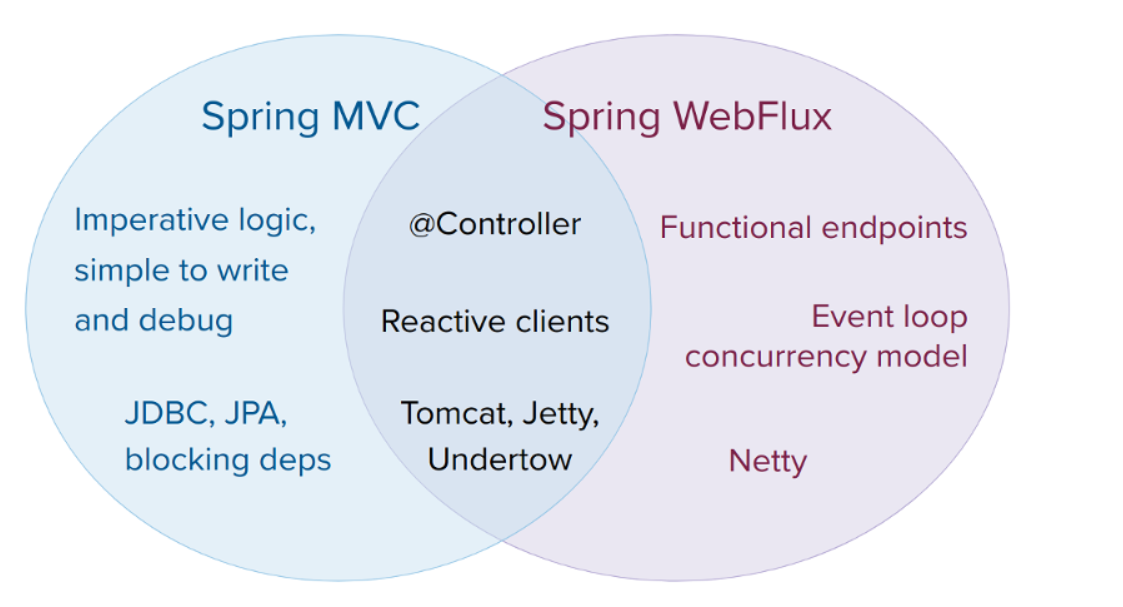 Spring MVC
Spring WebFlux
Imperative logic,
simple to write
and debug
JDBC, JPA,
blocking deps
@Controller
Reactive clients
Tomcat, Jetty,
Undertow
Functional endpoints
Event loop
concurrency model
Netty